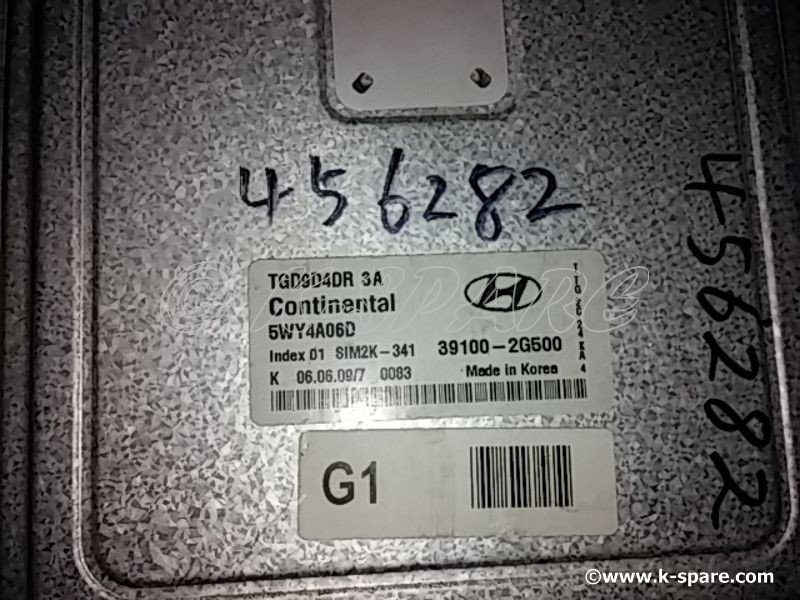 456282
456282
TGD9D4DR 3A
Continental
5WY4A06D
Index 01 SIM2K-341 39100-2G500
K 06.06.09/7 0083 Made in Korea
G1
©www.k-spare.com